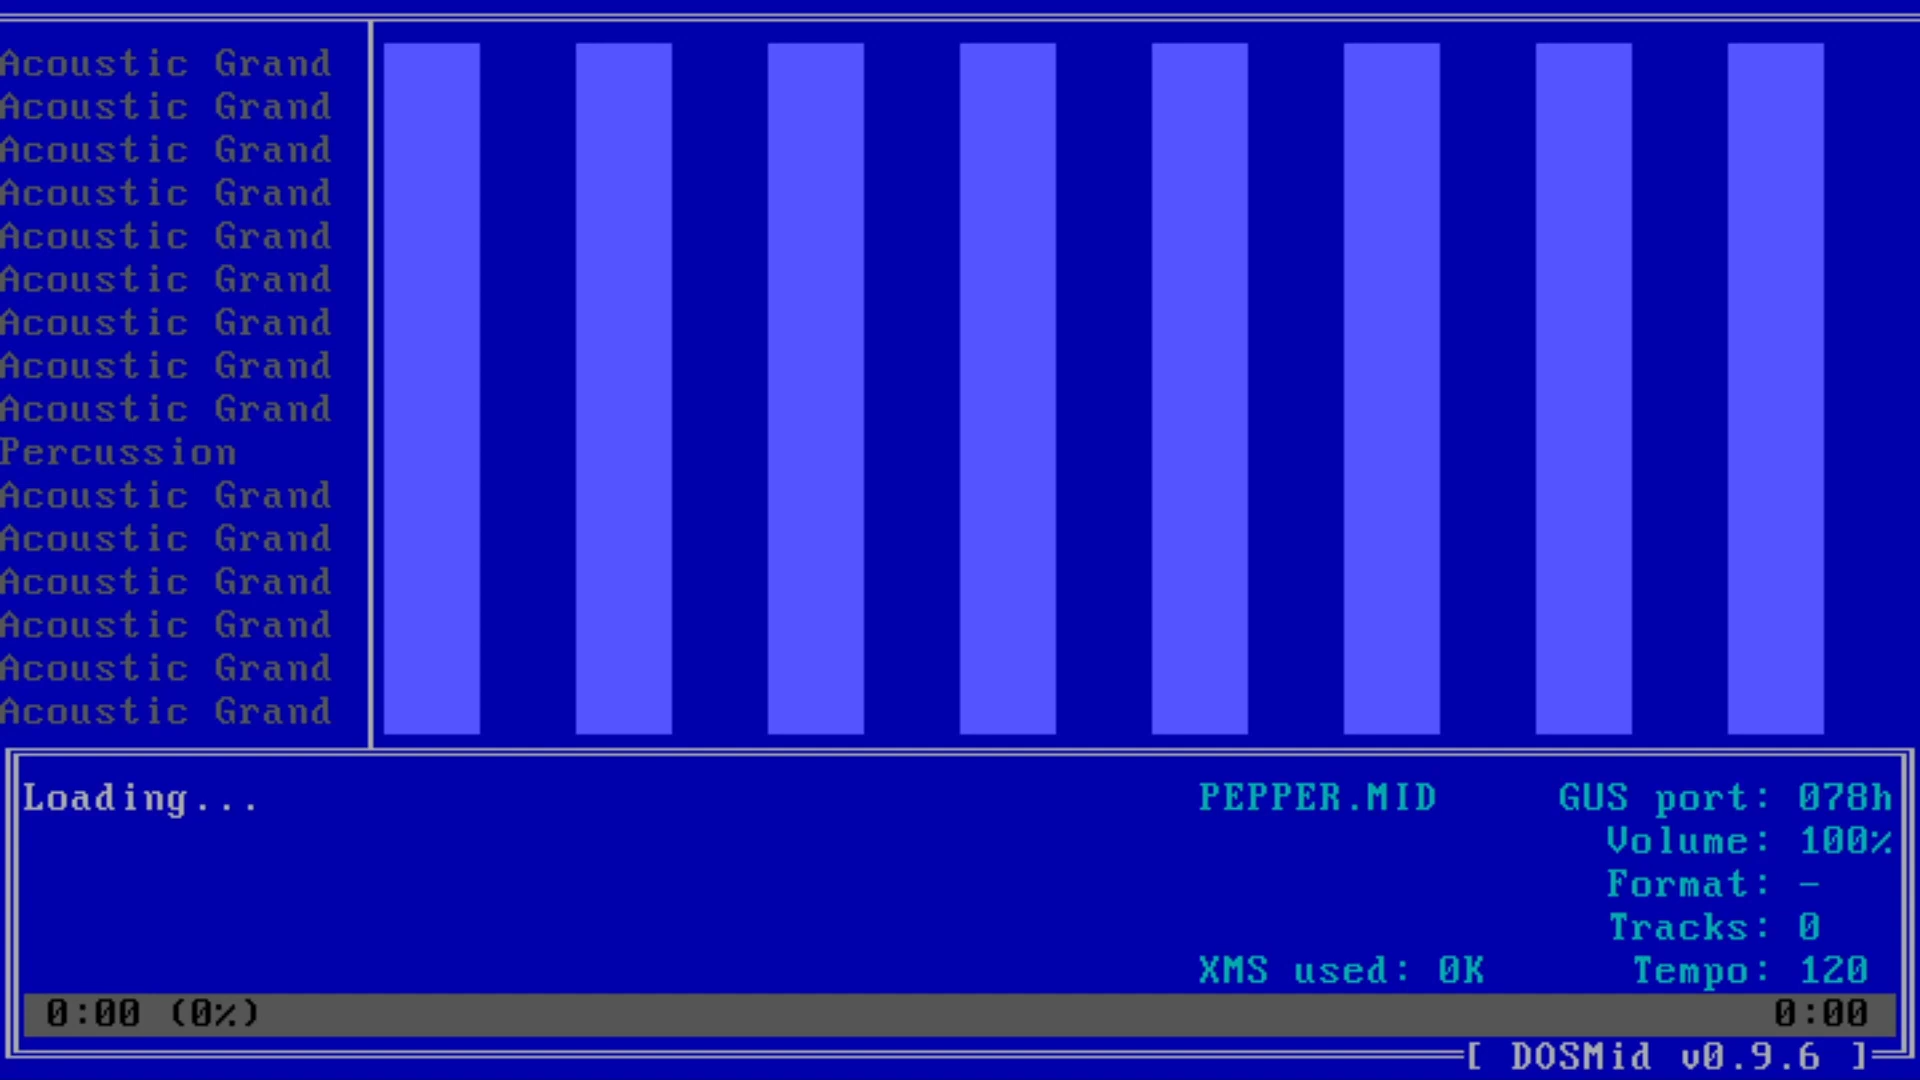 Acoustic Grand
Acoustic Grand
Acoustic Grand
Acoustic Grand
Acoustic Grand
Acoustic Grand
Acoustic Grand
Acoustic Grand
Acoustic Grand
Percussion
Acoustic Grand
Acoustic Grand
Acoustic Grand
Acoustic Grand
Acoustic Grand
Acoustic Grand
Loading... PEPPER.MID GUS port: 078h
Volume: 100%
Format: -
Tracks: 0
XMS used: 0K Tempo: 120
0:00 (0%) 0:00
[ DOSMid v0.9.6 ]